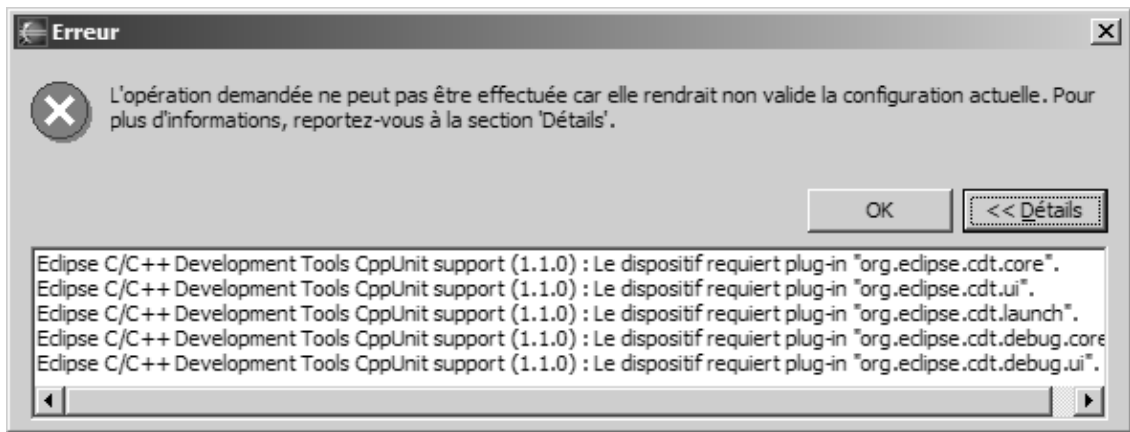 Erreur
L'opération demandée ne peut pas être effectuée car elle rendrait non valide la configuration actuelle. Pour
plus d'informations, reportez-vous à la section 'Détails'.
OK
<< Détails
Eclipse C/C++ Development Tools CppUnit support (1.1.0) : Le dispositif requiert plug-in "org.eclipse.cdt.core".
Eclipse C/C++ Development Tools CppUnit support (1.1.0) : Le dispositif requiert plug-in "org.eclipse.cdt.ui".
Eclipse C/C++ Development Tools CppUnit support (1.1.0) : Le dispositif requiert plug-in "org.eclipse.cdt.launch".
Eclipse C/C++ Development Tools CppUnit support (1.1.0) : Le dispositif requiert plug-in "org.eclipse.cdt.debug.core
Eclipse C/C++ Development Tools CppUnit support (1.1.0) : Le dispositif requiert plug-in "org.eclipse.cdt.debug.ui".